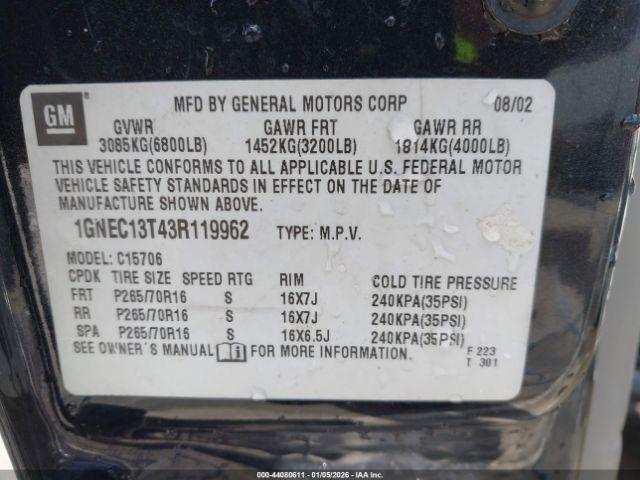 GM ®
MFD BY GENERAL MOTORS CORP 08/02
GVWR GAWR FRT GAWR RR
3085KG(6800LB) 1452KG(3200LB) 1814KG(4000LB)
THIS VEHICLE CONFORMS TO ALL APPLICABLE U.S. FEDERAL MOTOR
VEHICLE SAFETY STANDARDS IN EFFECT ON THE DATE OF
MANUFACTURE SHOWN ABOVE.
1GNEC13T43R119962 TYPE: M.P.V.
MODEL: C15706
CPDK TIRE SIZE SPEED RTG RIM COLD TIRE PRESSURE
FRT P265/70R16 S 16X7J 240KPA(35PSI)
RR P265/70R16 S 16X7J 240KPA(35PSI)
SPA P265/70R16 S 16X6.5J 240KPA(35PSI)
SEE OWNER'S MANUAL FOR MORE INFORMATION.
F 223
T 301
000-44080611 - 01/05/2026 - IAA Inc.